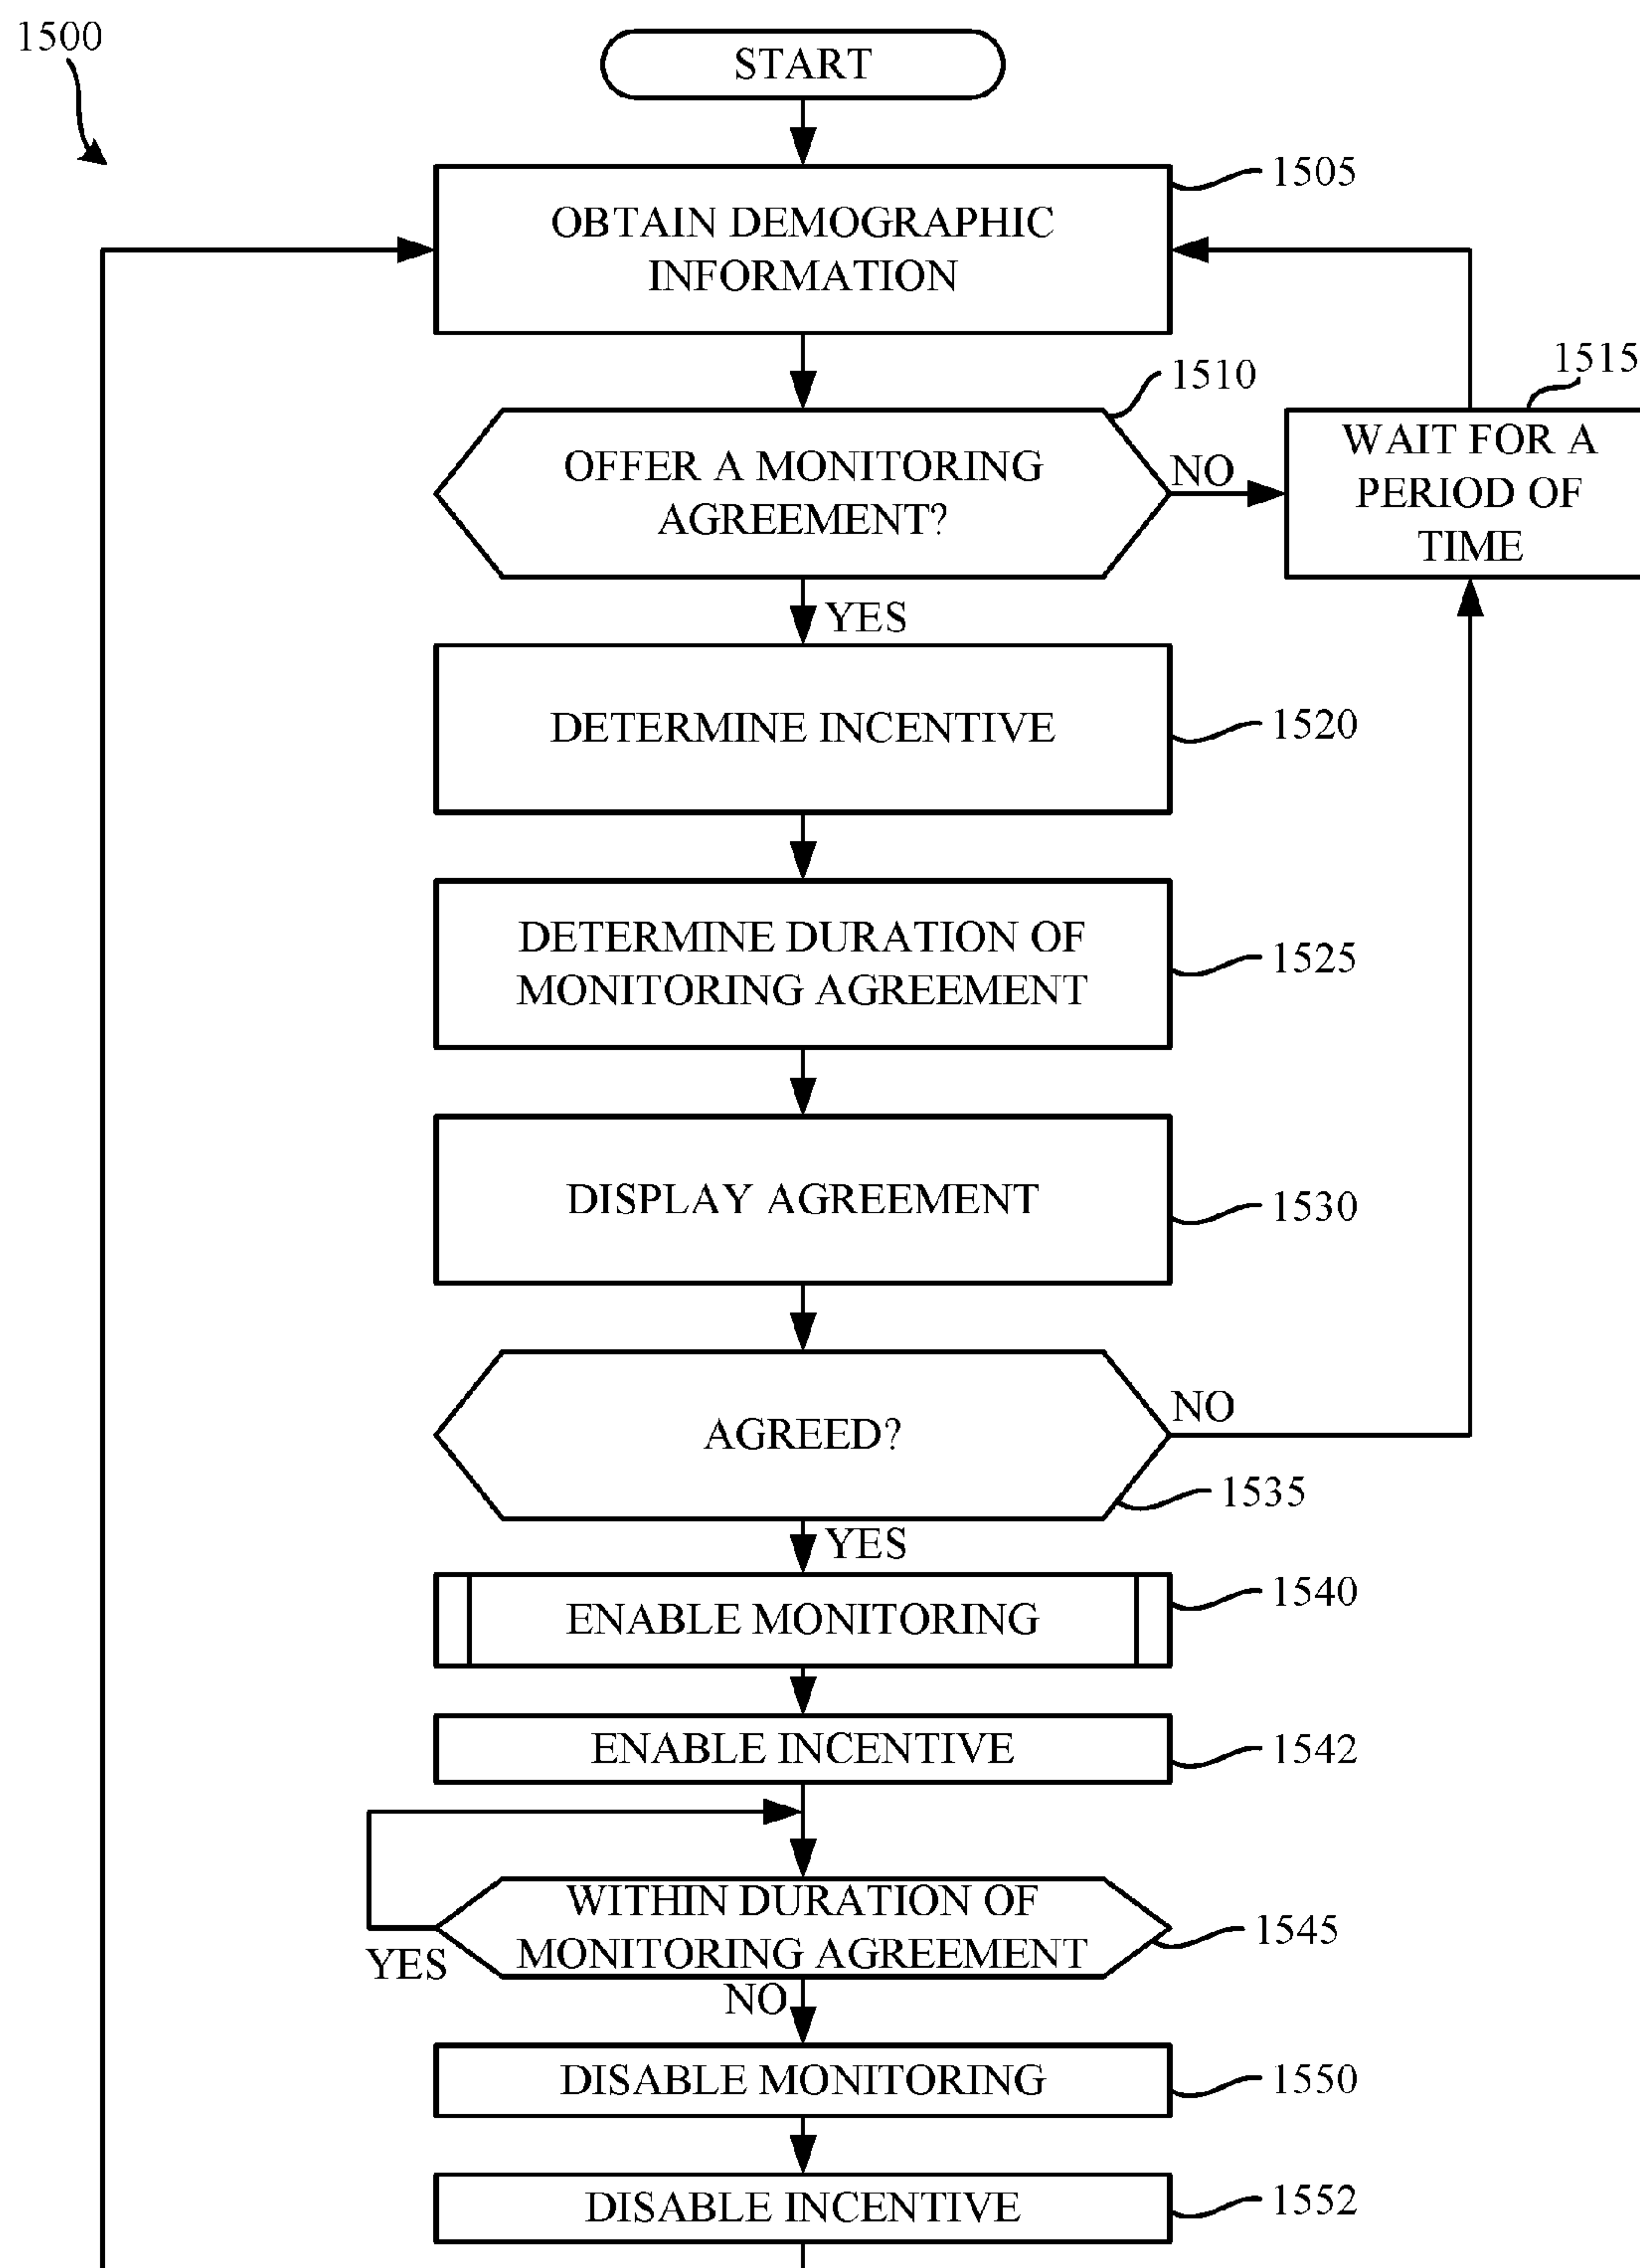 1500
START
1505
OBTAIN DEMOGRAPHIC
INFORMATION
1510
1515
OFFER A MONITORING
AGREEMENT?
NO
WAIT FOR A
PERIOD OF
TIME
YES
DETERMINE INCENTIVE
1520
DETERMINE DURATION OF
MONITORING AGREEMENT
1525
DISPLAY AGREEMENT
1530
AGREED?
NO
1535
YES
ENABLE MONITORING
1540
ENABLE INCENTIVE
1542
WITHIN DURATION OF
MONITORING AGREEMENT
1545
YES
NO
DISABLE MONITORING
1550
DISABLE INCENTIVE
1552